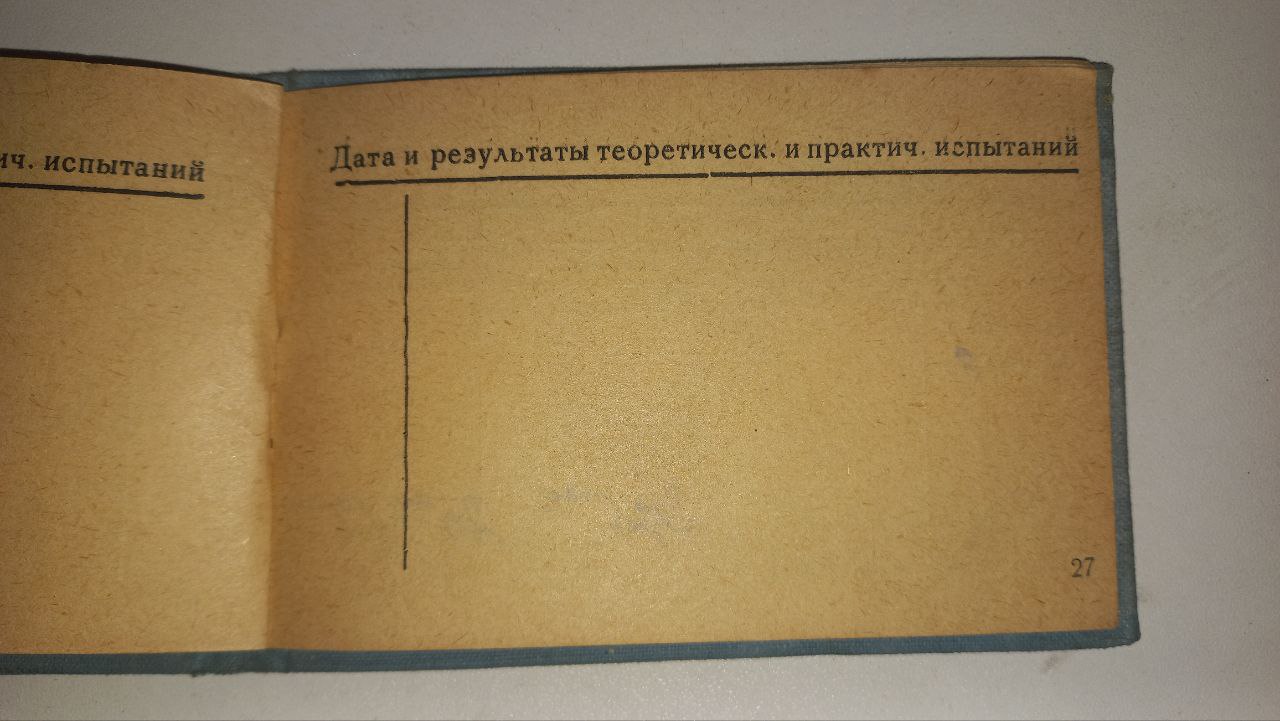 ич. испытаний
Дата и результаты теоретическ. и практич. испытаний
27